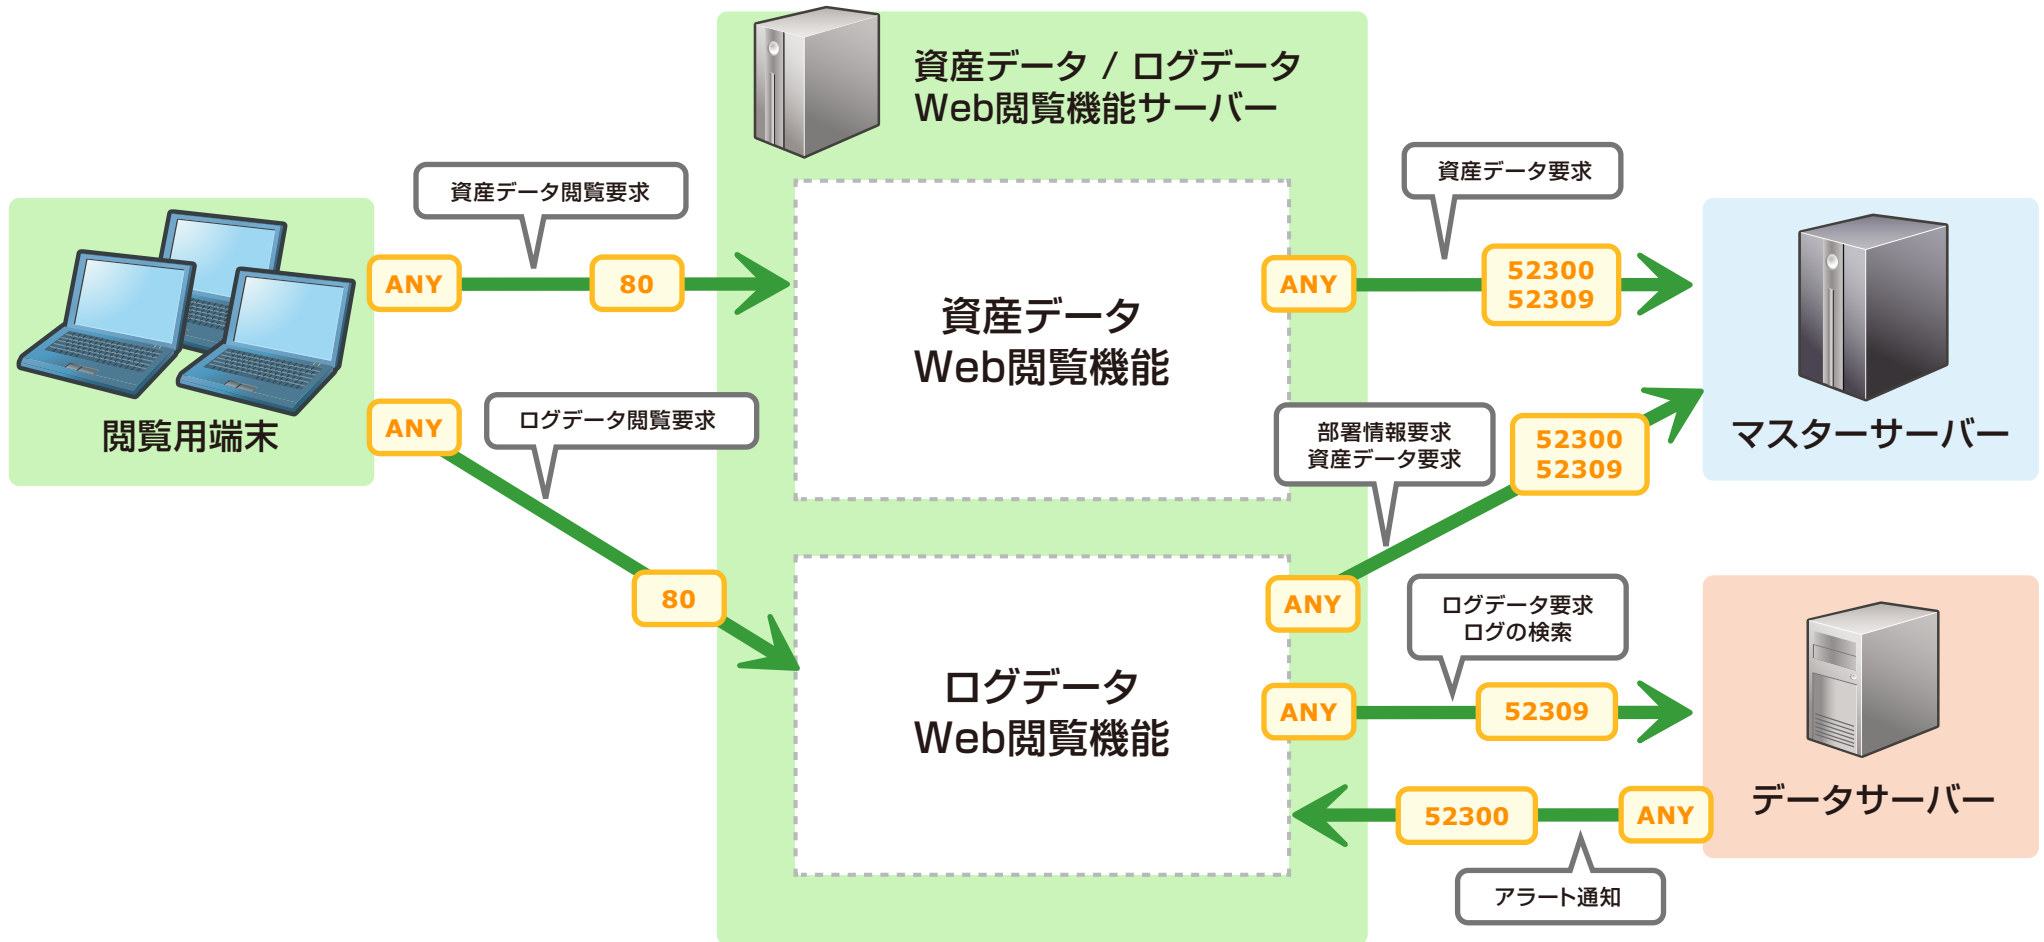 資産データ / ログデータ
Web閲覧機能サーバー
資産データ閲覧要求
ANY
80
閲覧用端末
ANY
ログデータ閲覧要求
80
資産データ
Web閲覧機能
資産データ要求
ANY
52300
52309
マスターサーバー
部署情報要求
資産データ要求
52300
52309
ANY
ログデータ
Web閲覧機能
ログデータ要求
ログの検索
ANY
52309
データサーバー
52300
ANY
アラート通知